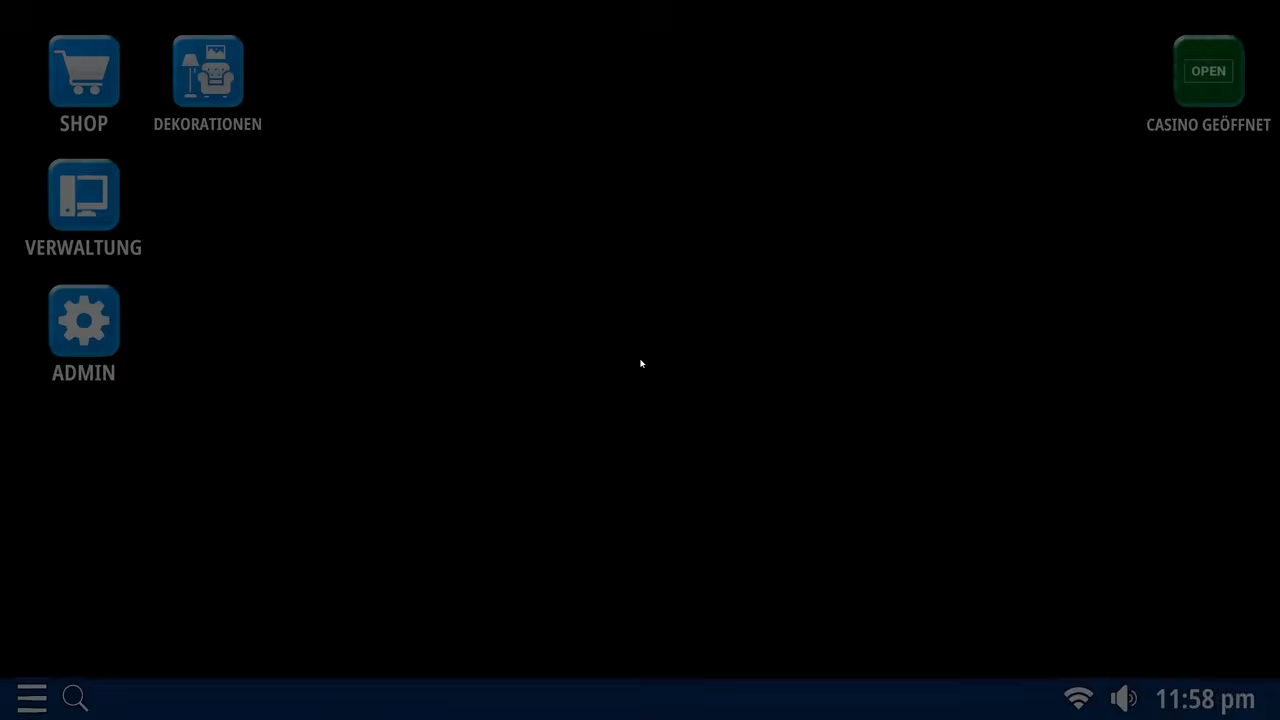 OPEN
SHOP
DEKORATIONEN
CASINO GEÖFFNET
VERWALTUNG
ADMIN
11:58 pm